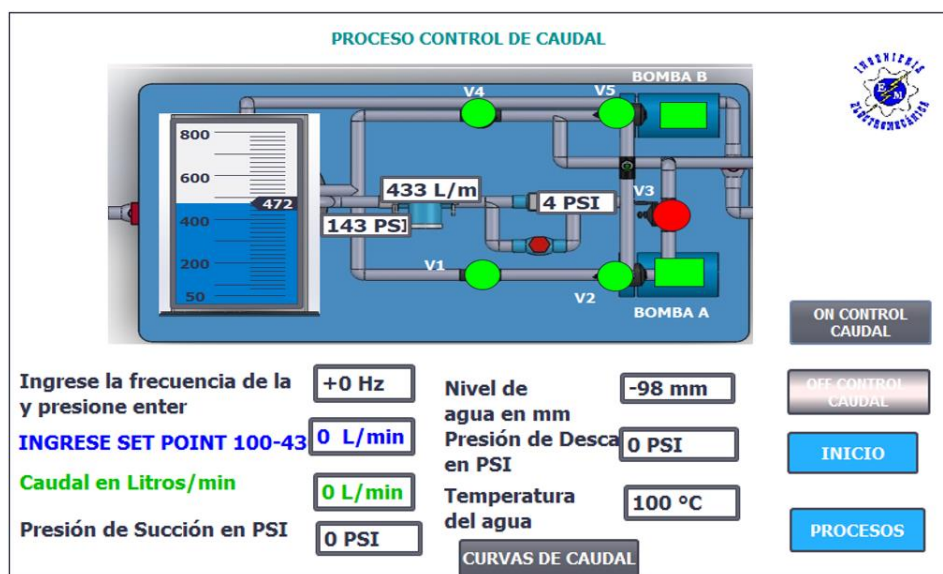 PROCESO CONTROL DE CAUDAL
INGENIERIA
EM
ELECTROMECÁNICA
BOMBA B
V4
V5
800
600
472
400
200
50
433 L/m
143 PSI
4 PSI
V3
V1
V2
BOMBA A
ON CONTROL
CAUDAL
OFF CONTROL
CAUDAL
INICIO
PROCESOS
Ingrese la frecuencia de la
y presione enter
+0 Hz
INGRESE SET POINT 100-43
0 L/min
Caudal en Litros/min
0 L/min
Presión de Succión en PSI
0 PSI
Nivel de
agua en mm
-98 mm
Presión de Desca
en PSI
0 PSI
Temperatura
del agua
100 °C
CURVAS DE CAUDAL